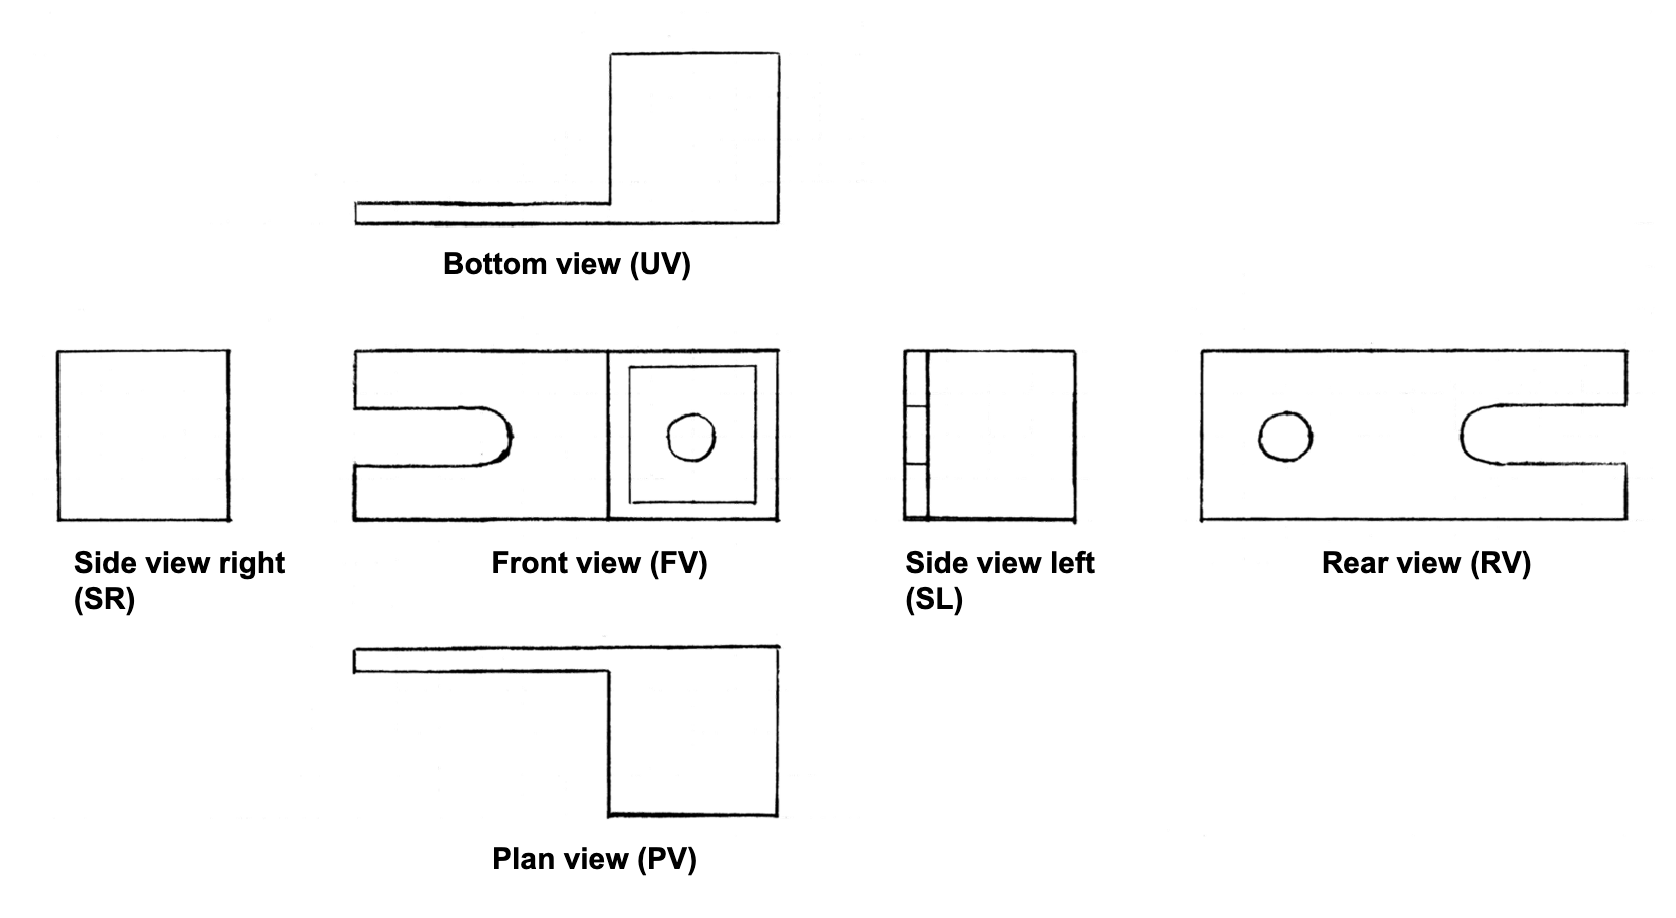 Bottom view (UV)
Side view right
(SR)
Front view (FV)
Side view left
(SL)
Rear view (RV)
Plan view (PV)